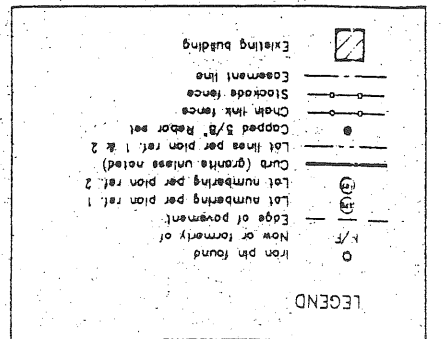 LEGEND
Iron pin found
N/F Now or formerly of
Edge of pavement
Lot numbering per plan ref. 1
Lot numbering per plan ref. 2
Curb (granite unless noted)
Lot lines per plan ref. 1 & 2
Capped 5/8" Rebar set
Chain link fence
Stockade fence
Easement line
Existing building